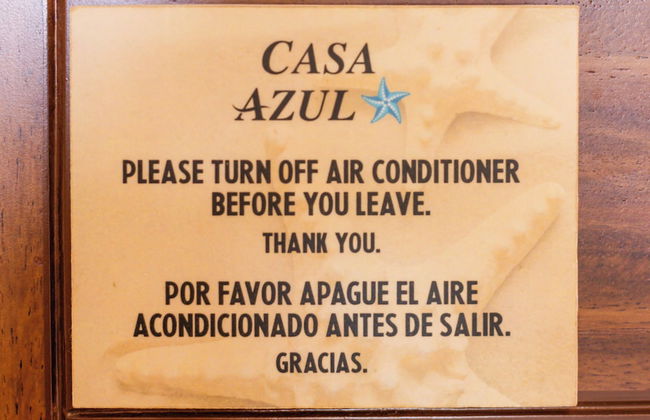 CASA
AZUL
PLEASE TURN OFF AIR CONDITIONER
BEFORE YOU LEAVE.
THANK YOU.
POR FAVOR APAGUE EL AIRE
ACONDICIONADO ANTES DE SALIR.
GRACIAS.